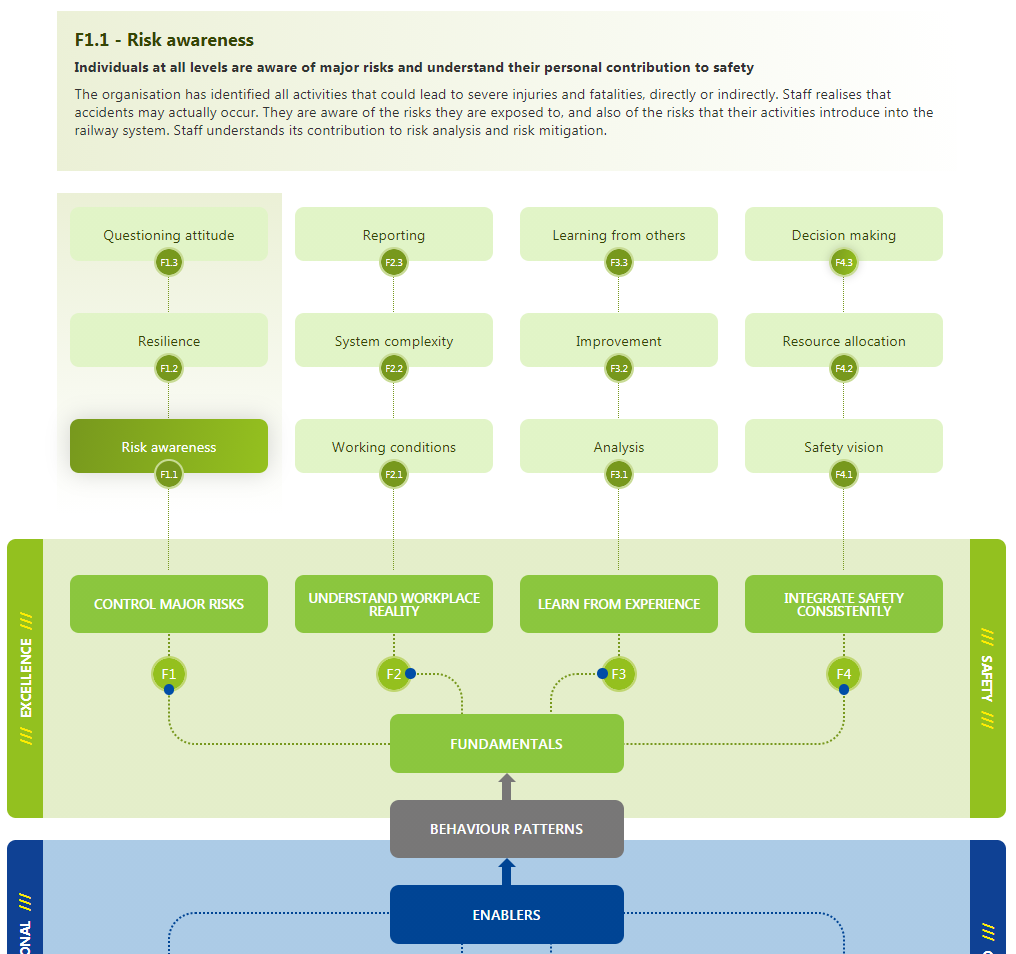 F1.1 - Risk awareness
Individuals at all levels are aware of major risks and understand their personal contribution to safety
The organisation has identified all activities that could lead to severe injuries and fatalities, directly or indirectly. Staff realises that
accidents may actually occur. They are aware of the risks they are exposed to, and also of the risks that their activities introduce into the
railway system. Staff understands its contribution to risk analysis and risk mitigation.
Questioning attitude
Reporting
Learning from others
Decision making
F1.3
F2.3
F3.3
F4.3
Resilience
System complexity
Improvement
Resource allocation
F1.2
F2.2
F3.2
F4.2
Risk awareness
Working conditions
Analysis
Safety vision
F1.1
F2.1
F3.1
F4.1
CONTROL MAJOR RISKS
UNDERSTAND WORKPLACE
REALITY
LEARN FROM EXPERIENCE
INTEGRATE SAFETY
CONSISTENTLY
/// EXCELLENCE ///
/// SAFETY ///
F1
F2
F3
F4
FUNDAMENTALS
BEHAVIOUR PATTERNS
ENABLERS
ONAL ///
///